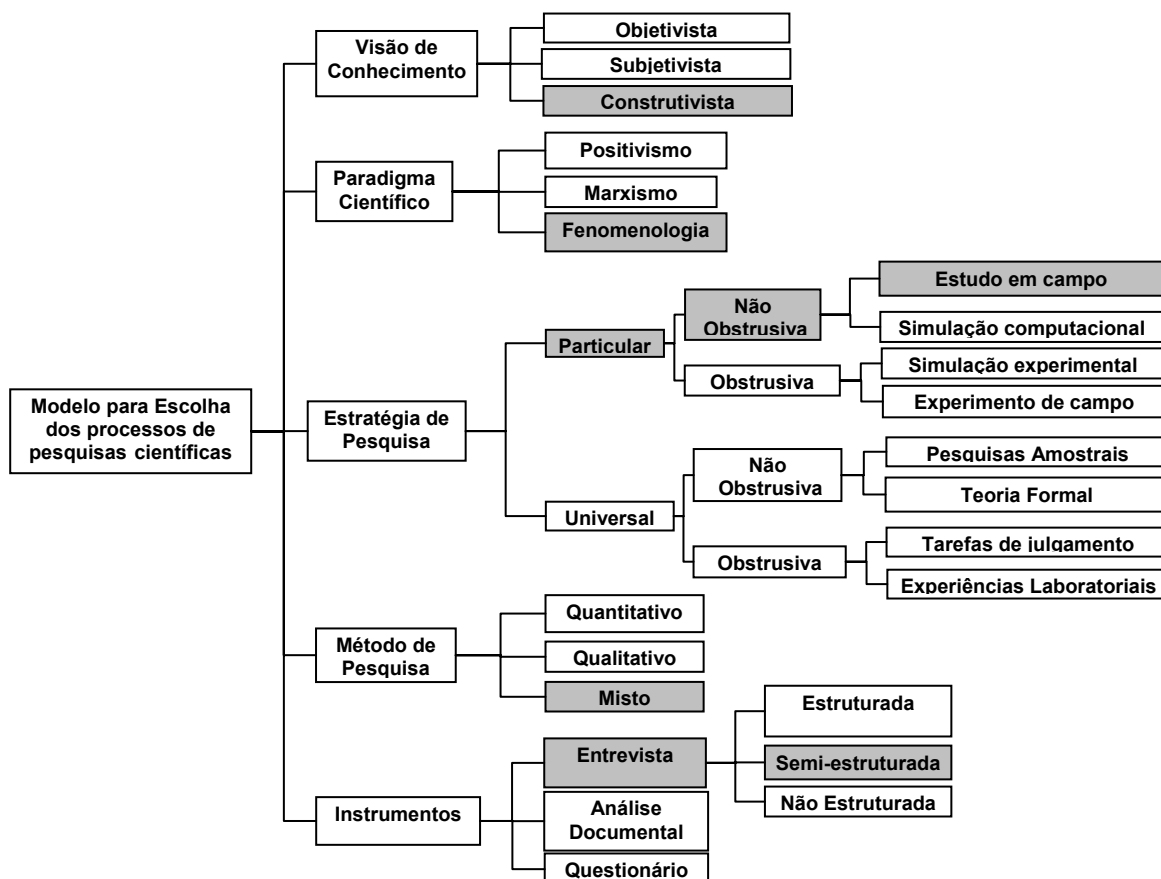 Modelo para Escolha
dos processos de
pesquisas científicas
Visão de
Conhecimento
Objetivista
Subjetivista
Construtivista
Paradigma
Científico
Positivismo
Marxismo
Fenomenologia
Estratégia de
Pesquisa
Particular
Não
Obstrusiva
Estudo em campo
Simulação computacional
Obstrusiva
Simulação experimental
Experimento de campo
Universal
Não
Obstrusiva
Pesquisas Amostrais
Teoria Formal
Obstrusiva
Tarefas de julgamento
Experiências Laboratoriais
Método de
Pesquisa
Quantitativo
Qualitativo
Misto
Instrumentos
Entrevista
Estruturada
Semi-estruturada
Não Estruturada
Análise
Documental
Questionário